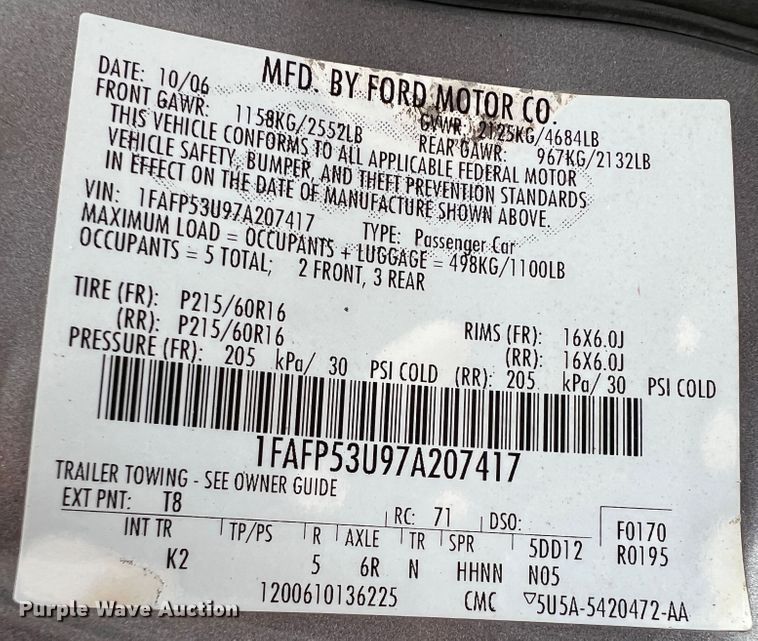 MFD. BY FORD MOTOR CO.
DATE: 10/06
GVWR: 2125KG/4684LB
FRONT GAWR: 1158KG/2552LB REAR GAWR: 967KG/2132LB
THIS VEHICLE CONFORMS TO ALL APPLICABLE FEDERAL MOTOR
VEHICLE SAFETY, BUMPER, AND THEFT PREVENTION STANDARDS
IN EFFECT ON THE DATE OF MANUFACTURE SHOWN ABOVE.
VIN: 1FAFP53U97A207417 TYPE: Passenger Car
MAXIMUM LOAD = OCCUPANTS + LUGGAGE = 498KG/1100LB
OCCUPANTS = 5 TOTAL; 2 FRONT, 3 REAR
TIRE (FR): P215/60R16 RIMS (FR): 16X6.0J
(RR): P215/60R16 (RR): 16X6.0J
PRESSURE (FR): 205 kPa/ 30 PSI COLD (RR): 205 kPa/ 30 PSI COLD
1FAFP53U97A207417
TRAILER TOWING - SEE OWNER GUIDE
EXT PNT: T8 RC: 71 DSO: F0170
INT TR TP/PS R AXLE TR SPR 5DD12 R0195
K2 5 6R N HHNN N05
1200610136225 CMC ▽5U5A-5420472-AA
Purple Wave Auction